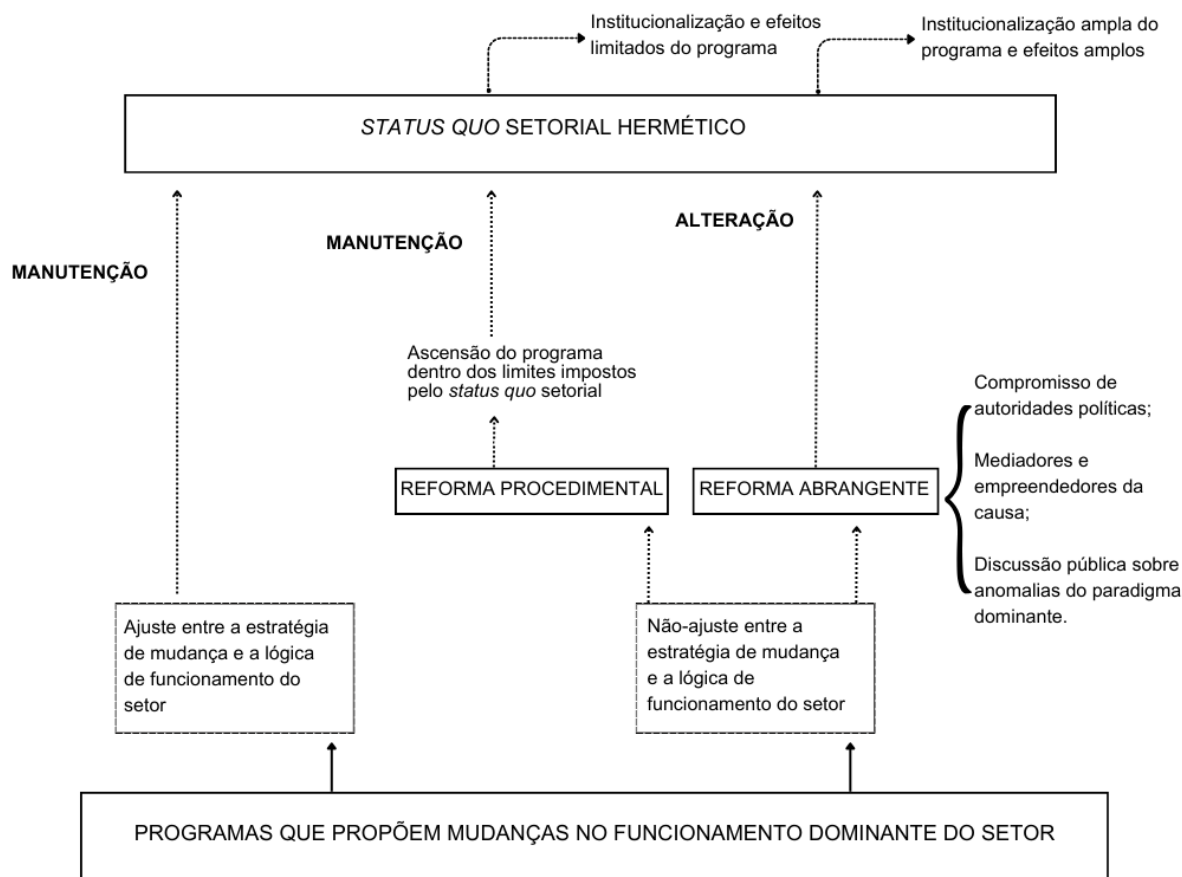 Institucionalização e efeitos
limitados do programa
Institucionalização ampla do
programa e efeitos amplos
STATUS QUO SETORIAL HERMÉTICO
MANUTENÇÃO
MANUTENÇÃO
ALTERAÇÃO
Ascensão do programa
dentro dos limites impostos
pelo status quo setorial
REFORMA PROCEDIMENTAL
REFORMA ABRANGENTE
Compromisso de
autoridades políticas;
Mediadores e
empreendedores da
causa;
Discussão pública sobre
anomalias do paradigma
dominante.
Ajuste entre a estratégia
de mudança e a lógica
de funcionamento do
setor
Não-ajuste entre a
estratégia de mudança
e a lógica de
funcionamento do setor
PROGRAMAS QUE PROPÕEM MUDANÇAS NO FUNCIONAMENTO DOMINANTE DO SETOR